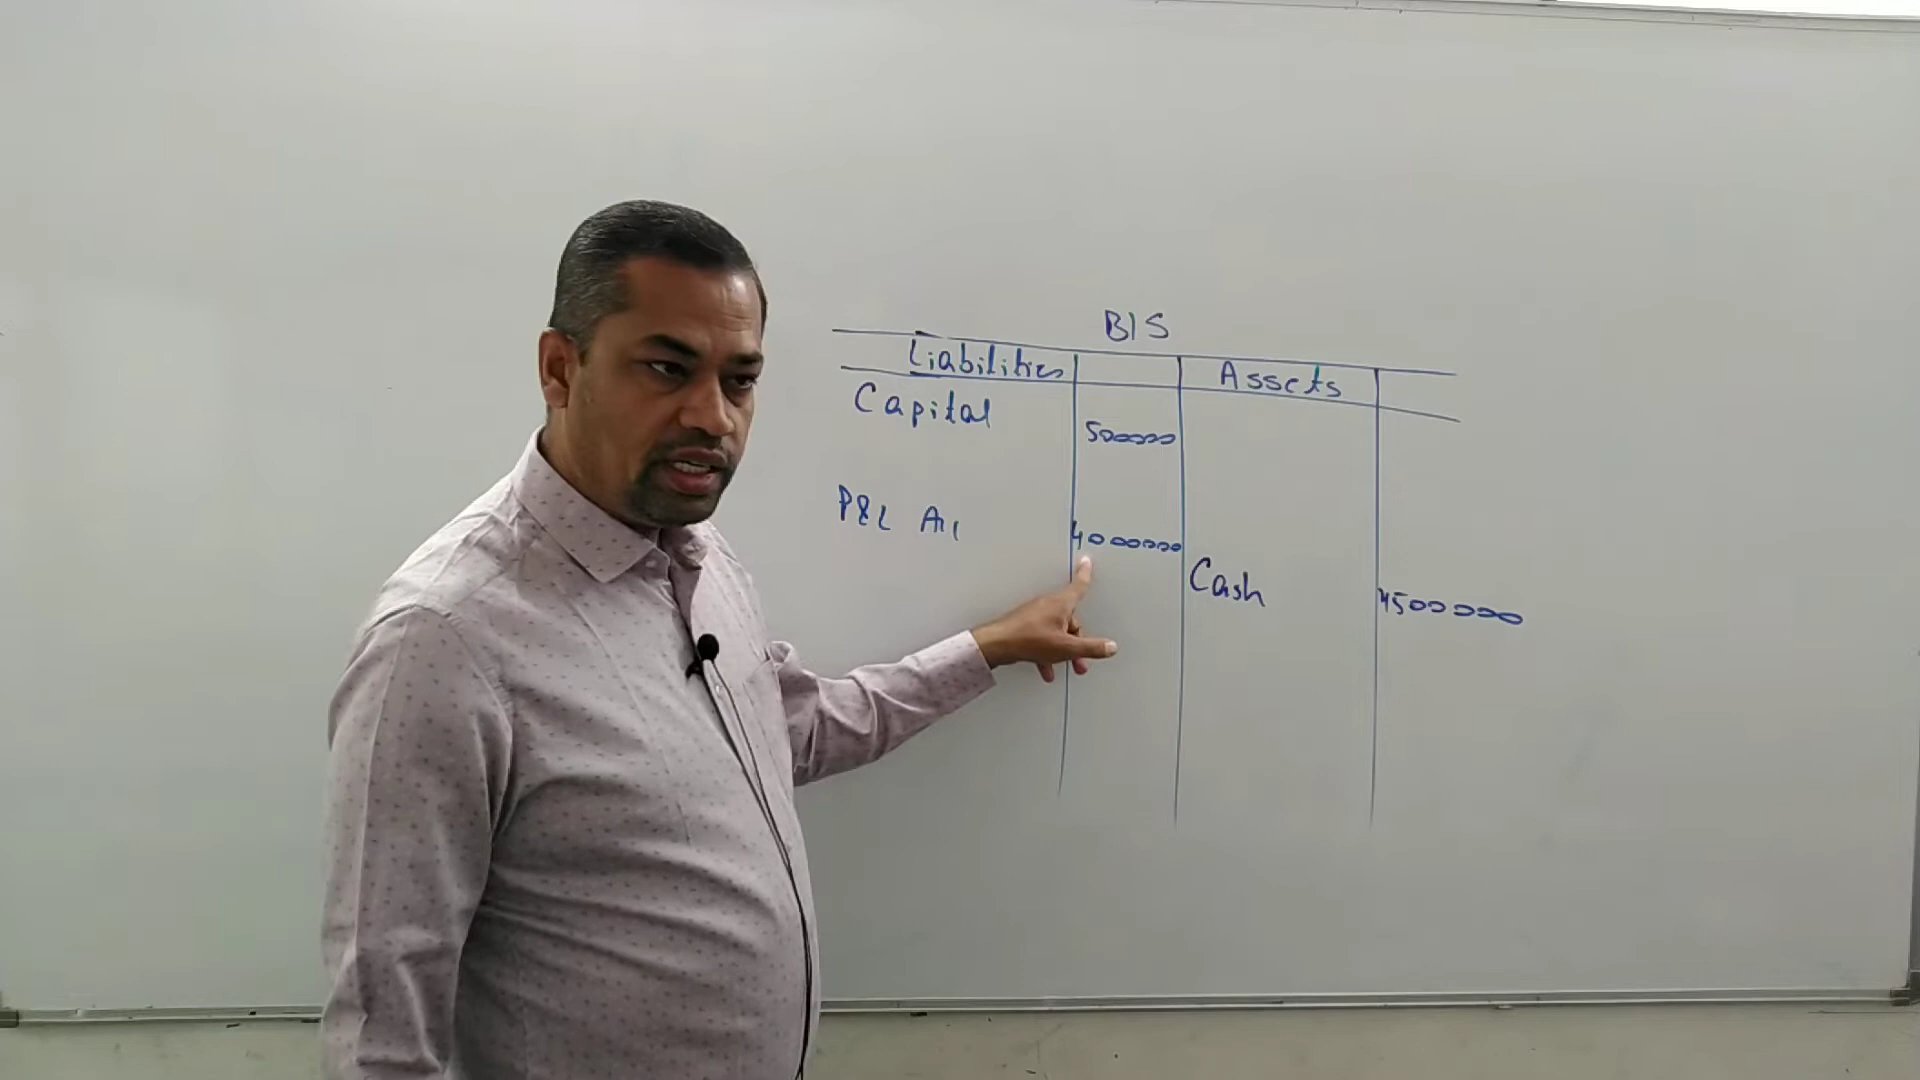 B/S
Liabilities Assets
Capital 500000
P&L A/c 4000000
Cash 4500000